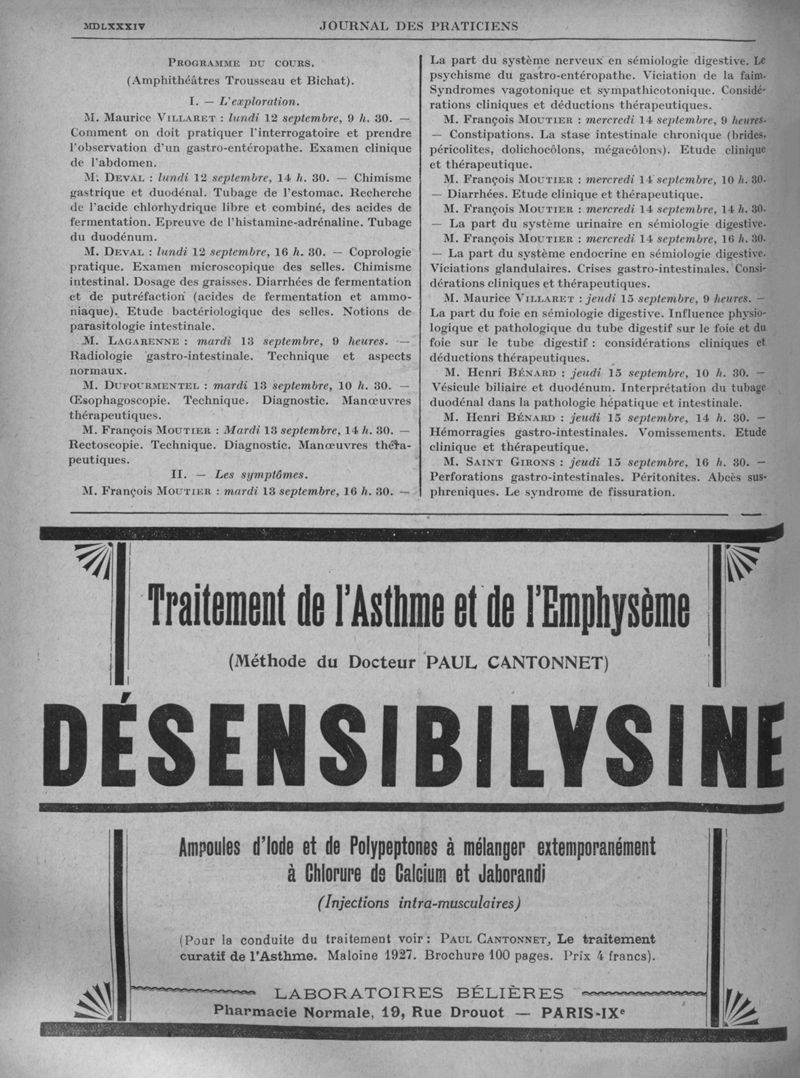 MDLXXXIV
JOURNAL DES PRATICIENS
PROGRAMME DU COURS.
(Amphithéâtres Trousseau et Bichat).
I. — L'exploration.
M. Maurice VILLARET : lundi 12 septembre, 9 h. 30. —
Comment on doit pratiquer l'interrogatoire et prendre
l'observation d'un gastro-entéropathe. Examen clinique
de l'abdomen.
M. DEVAL : lundi 12 septembre, 14 h. 30. — Chimisme
gastrique et duodénal. Tubage de l'estomac. Recherche
de l'acide chlorhydrique libre et combiné, des acides de
fermentation. Epreuve de l'histamine-adrénaline. Tubage
du duodénum.
M. DEVAL : lundi 12 septembre, 16 h. 30. — Coprologie
pratique. Examen microscopique des selles. Chimisme
intestinal. Dosage des graisses. Diarrhées de fermentation
et de putréfaction (acides de fermentation et ammo-
niaque). Etude bactériologique des selles. Notions de
parasitologie intestinale.
M. LAGARENNE : mardi 13 septembre, 9 heures. —
Radiologie gastro-intestinale. Technique et aspects
normaux.
M. DUFOURMENTEL : mardi 13 septembre, 10 h. 30. —
Œsophagoscopie. Technique. Diagnostic. Manœuvres
thérapeutiques.
M. François MOUTIER : Mardi 13 septembre, 14 h. 30. —
Rectoscopie. Technique. Diagnostic. Manœuvres théra-
peutiques.
II. — Les symptômes.
M. François MOUTIER : mardi 13 septembre, 16 h. 30. —
La part du système nerveux en sémiologie digestive. Le
psychisme du gastro-entéropathe. Viciation de la faim.
Syndromes vagotonique et sympathicotonique. Considé-
rations cliniques et déductions thérapeutiques.
M. François MOUTIER : mercredi 14 septembre, 9 heures.
— Constipations. La stase intestinale chronique (brides,
péricolites, dolichocôlons, mégacôlons). Etude clinique
et thérapeutique.
M. François MOUTIER : mercredi 14 septembre, 10 h. 30.
— Diarrhées. Etude clinique et thérapeutique.
M. François MOUTIER : mercredi 14 septembre, 14 h. 30.
— La part du système urinaire en sémiologie digestive.
M. François MOUTIER : mercredi 14 septembre, 16 h. 30.
— La part du système endocrine en sémiologie digestive.
Viciations glandulaires. Crises gastro-intestinales. Consi-
dérations cliniques et thérapeutiques.
M. Maurice VILLARET : jeudi 15 septembre, 9 heures. —
La part du foie en sémiologie digestive. Influence physio-
logique et pathologique du tube digestif sur le foie et du
foie sur le tube digestif : considérations cliniques et
déductions thérapeutiques.
M. Henri BÉNARD : jeudi 15 septembre, 10 h. 30. —
Vésicule biliaire et duodénum. Interprétation du tubage
duodénal dans la pathologie hépatique et intestinale.
M. Henri BÉNARD : jeudi 15 septembre, 14 h. 30. —
Hémorragies gastro-intestinales. Vomissements. Etude
clinique et thérapeutique.
M. SAINT GIRONS : jeudi 15 septembre, 16 h. 30. —
Perforations gastro-intestinales. Péritonites. Abcès sus-
phreniques. Le syndrome de fissuration.
Traitement de l'Asthme et de l'Emphysème
(Méthode du Docteur PAUL CANTONNET)
DÉSENSIBILYSINE
Ampoules d'Iode et de Polypeptones à mélanger extemporanément
à Chlorure de Calcium et Jaborandi
(Injections intra-musculaires)
(Pour la conduite du traitement voir : PAUL CANTONNET, Le traitement
curatif de l'Asthme. Maloine 1927. Brochure 100 pages. Prix 4 francs).
LABORATOIRES BÉLIÈRES
Pharmacie Normale, 19, Rue Drouot — PARIS-IXe